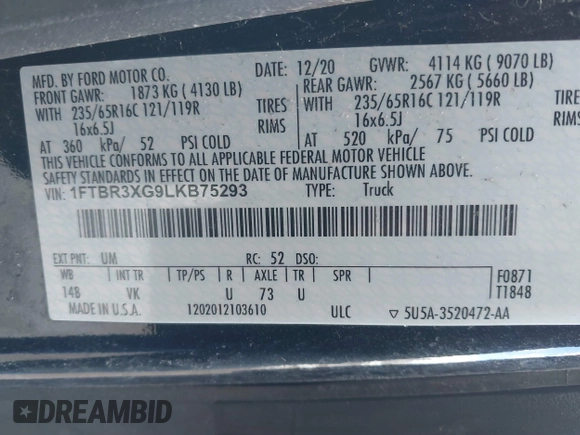 MFD. BY FORD MOTOR CO. DATE: 12/20 GVWR: 4114 KG ( 9070 LB)
FRONT GAWR: 1873 KG ( 4130 LB) REAR GAWR: 2567 KG ( 5660 LB)
WITH 235/65R16C 121/119R TIRES WITH 235/65R16C 121/119R TIRES
16x6.5J RIMS 16x6.5J RIMS
AT 360 kPa/ 52 PSI COLD AT 520 kPa/ 75 PSI COLD
THIS VEHICLE CONFORMS TO ALL APPLICABLE FEDERAL MOTOR VEHICLE
SAFETY STANDARDS IN EFFECT ON THE DATE OF MANUFACTURE SHOWN ABOVE.
VIN: 1FTBR3XG9LKB75293 TYPE: Truck
EXT PNT: UM RC: 52 DSO:
WB INT TR TP/PS R AXLE TR SPR F0871
148 VK U 73 U T1848
MADE IN U.S.A. 1202012103610 ULC ▽ 5U5A-3520472-AA
DREAMBID